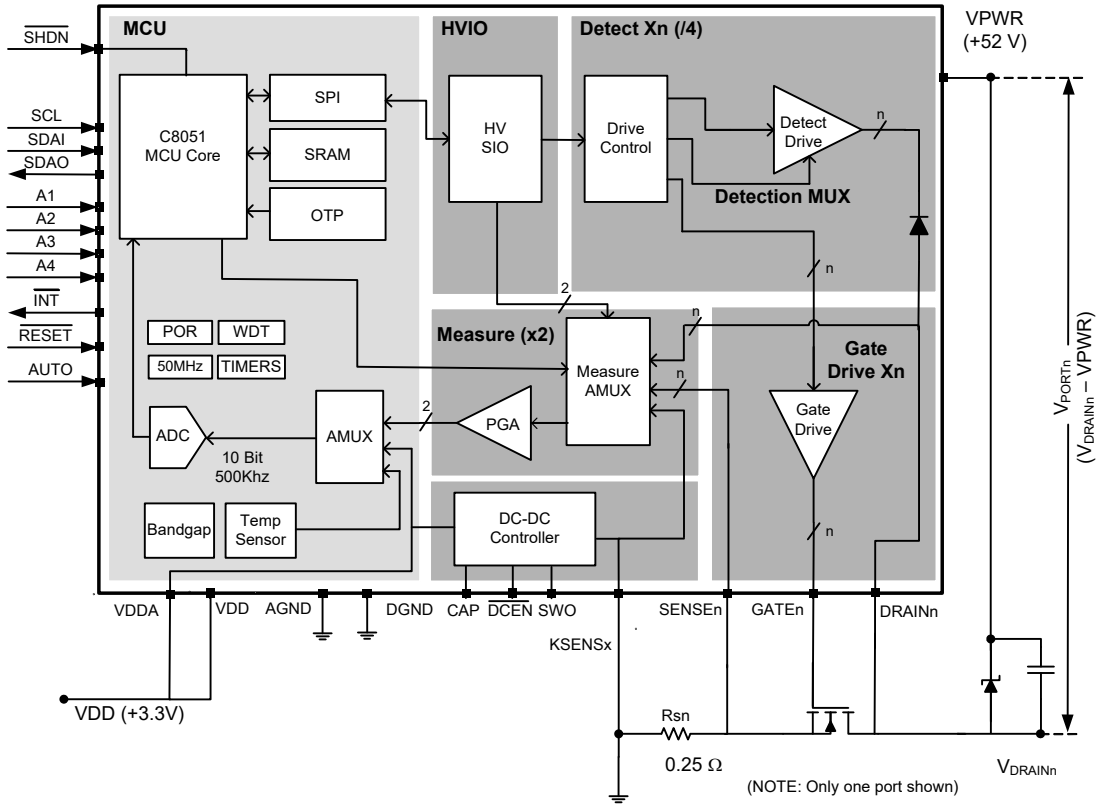 MCU
HVIO
Detect Xn (/4)
VPWR
(+52 V)
SHDN
SCL
SDAI
SDAO
A1
A2
A3
A4
INT
RESET
AUTO
C8051
MCU Core
SPI
SRAM
OTP
HV
SIO
Drive
Control
Detect
Drive
n
Detection MUX
n
2
n
Measure (x2)
Gate
Drive Xn
POR
WDT
50MHz
TIMERS
Measure
AMUX
n
Gate
Drive
PGA
2
AMUX
ADC
10 Bit
500Khz
n
Bandgap
Temp
Sensor
DC-DC
Controller
VPORTn
(VDRAINn – VPWR)
VDDA
VDD
AGND
DGND
CAP
DCEN
SWO
KSENSx
SENSEn
GATEn
DRAINn
VDD (+3.3V)
Rsn
0.25 Ω
VDRAINn
(NOTE: Only one port shown)